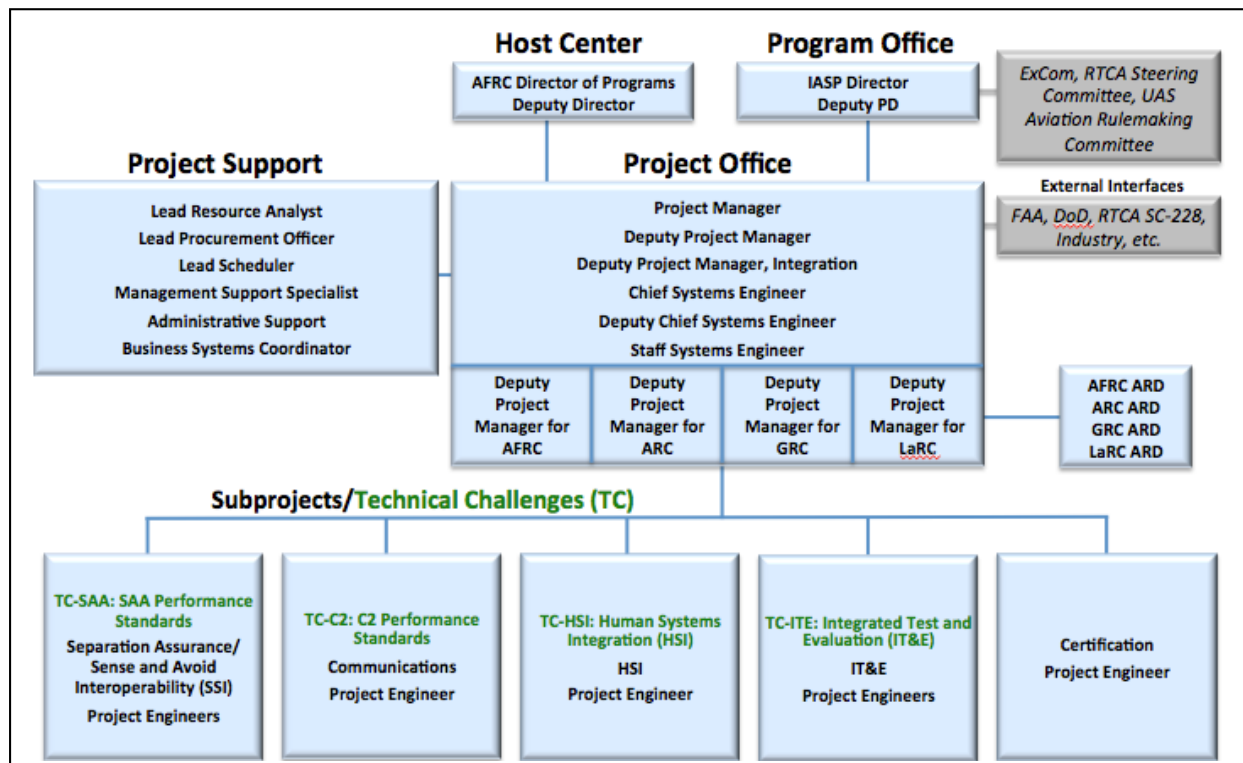 Host Center
AFRC Director of Programs
Deputy Director
Program Office
IASP Director
Deputy PD
ExCom, RTCA Steering
Committee, UAS
Aviation Rulemaking
Committee
External Interfaces
FAA, DoD, RTCA SC-228,
Industry, etc.
Project Support
Lead Resource Analyst
Lead Procurement Officer
Lead Scheduler
Management Support Specialist
Administrative Support
Business Systems Coordinator
Project Office
Project Manager
Deputy Project Manager
Deputy Project Manager, Integration
Chief Systems Engineer
Deputy Chief Systems Engineer
Staff Systems Engineer
Deputy
Project
Manager for
AFRC
Deputy
Project
Manager for
ARC
Deputy
Project
Manager for
GRC
Deputy
Project
Manager for
LaRC
AFRC ARD
ARC ARD
GRC ARD
LaRC ARD
Subprojects/Technical Challenges (TC)
TC-SAA: SAA Performance
Standards
Separation Assurance/
Sense and Avoid
Interoperability (SSI)
Project Engineers
TC-C2: C2 Performance
Standards
Communications
Project Engineer
TC-HSI: Human Systems
Integration (HSI)
HSI
Project Engineer
TC-ITE: Integrated Test and
Evaluation (IT&E)
IT&E
Project Engineers
Certification
Project Engineer